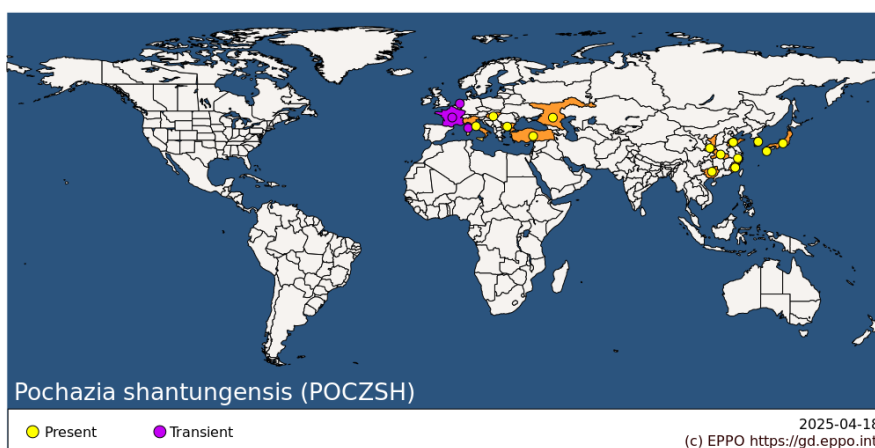 Pochazia shantungensis (POCZSH)
Present
Transient
2025-04-18
(c) EPPO https://gd.eppo.int